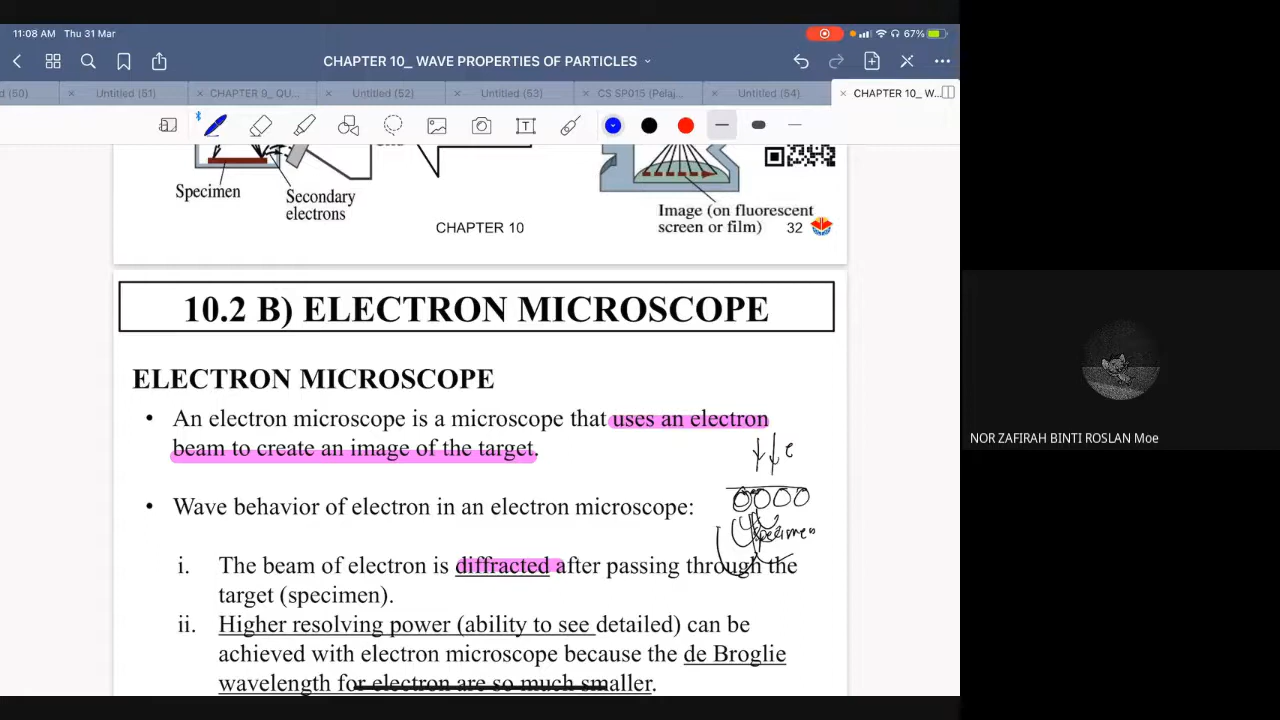 11:08 AM Thu 31 Mar
67%
CHAPTER 10_ WAVE PROPERTIES OF PARTICLES
d (50)
Untitled (51)
CHAPTER 9_ QU...
Untitled (52)
Untitled (53)
CS SP015 (Pelaj...
Untitled (54)
CHAPTER 10_ W...
Specimen
Secondary
electrons
Image (on fluorescent
screen or film)
CHAPTER 10
32
10.2 B) ELECTRON MICROSCOPE
ELECTRON MICROSCOPE
• An electron microscope is a microscope that uses an electron
beam to create an image of the target.
e
• Wave behavior of electron in an electron microscope:
specimen
i. The beam of electron is diffracted after passing through the
target (specimen).
ii. Higher resolving power (ability to see detailed) can be
achieved with electron microscope because the de Broglie
wavelength for electron are so much smaller.
NOR ZAFIRAH BINTI ROSLAN Moe